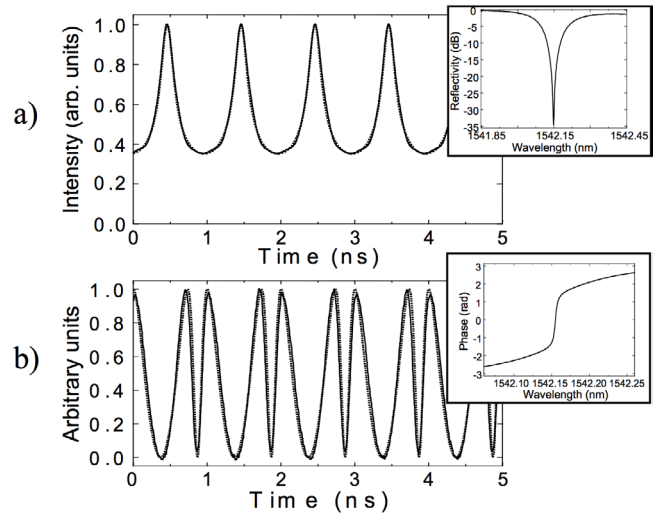 a)
Intensity (arb. units)
1.0
0.8
0.6
0.4
0.2
0.0
0 1 2 3 4 5
Time (ns)
Reflectivity (dB)
0
-5
-10
-15
-20
-25
-30
-35
1541.85 1542.15 1542.45
Wavelength (nm)
b)
Arbitrary units
1.0
0.8
0.6
0.4
0.2
0.0
0 1 2 3 4 5
Time (ns)
Phase (rad)
3
2
1
0
-1
-2
-3
1542.10 1542.15 1542.20 1542.25
Wavelength (nm)